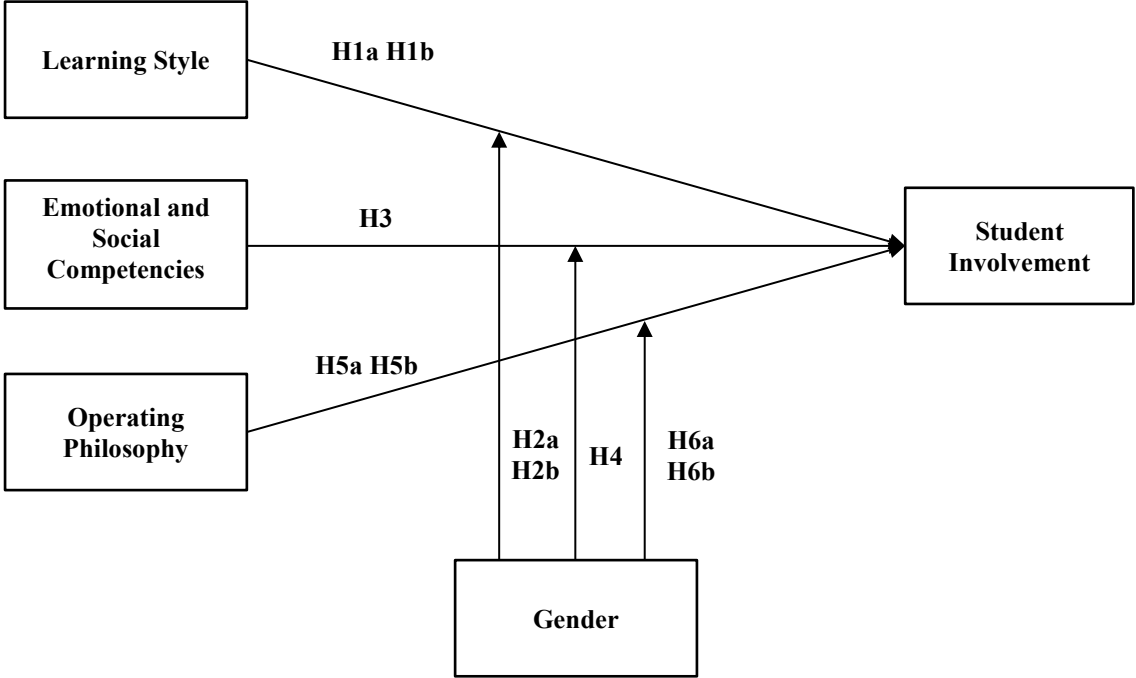 Learning Style
H1a H1b
Emotional and
Social
Competencies
H3
Student
Involvement
Operating
Philosophy
H5a H5b
H2a
H2b
H4
H6a
H6b
Gender